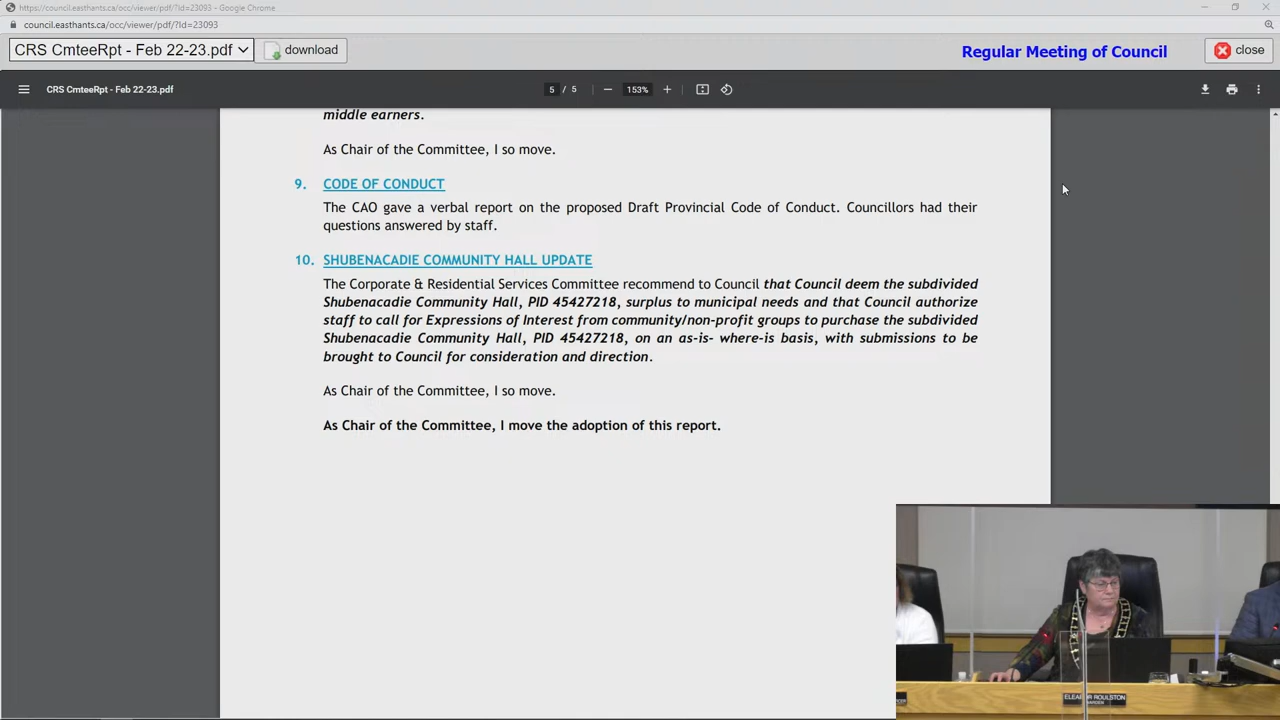 https://council.easthants.ca/occ/viewer/pdf/?Id=23093 - Google Chrome
council.easthants.ca/occ/viewer/pdf/?Id=23093
CRS CmteeRpt - Feb 22-23.pdf
download
Regular Meeting of Council
close
CRS CmteeRpt - Feb 22-23.pdf
5 / 5
153%
middle earners.
As Chair of the Committee, I so move.
9. CODE OF CONDUCT
The CAO gave a verbal report on the proposed Draft Provincial Code of Conduct. Councillors had their
questions answered by staff.
10. SHUBENACADIE COMMUNITY HALL UPDATE
The Corporate & Residential Services Committee recommend to Council that Council deem the subdivided
Shubenacadie Community Hall, PID 45427218, surplus to municipal needs and that Council authorize
staff to call for Expressions of Interest from community/non-profit groups to purchase the subdivided
Shubenacadie Community Hall, PID 45427218, on an as-is- where-is basis, with submissions to be
brought to Council for consideration and direction.
As Chair of the Committee, I so move.
As Chair of the Committee, I move the adoption of this report.
ROULSTON
WARDEN